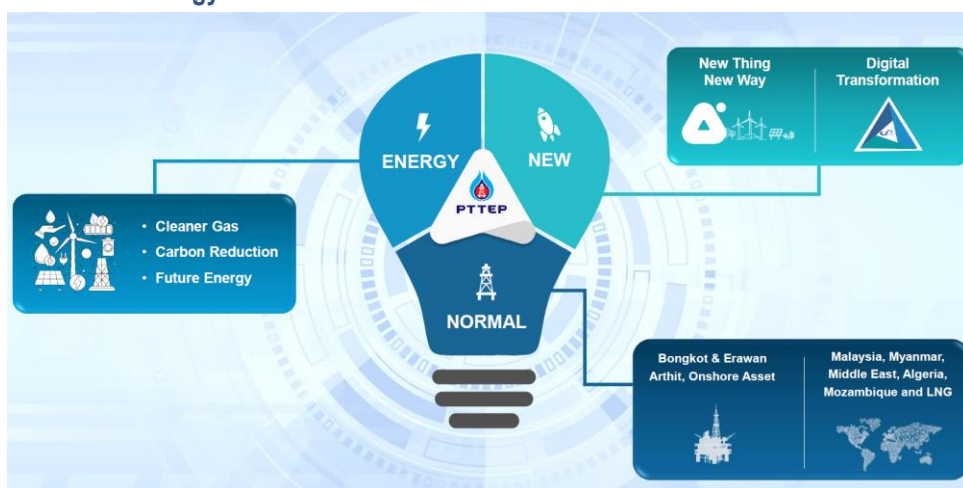 ENERGY
NEW
PTTEP
NORMAL
• Cleaner Gas
• Carbon Reduction
• Future Energy
New Thing
New Way
Digital
Transformation
Bongkot & Erawan
Arthit, Onshore Asset
Malaysia, Myanmar,
Middle East, Algeria,
Mozambique and LNG